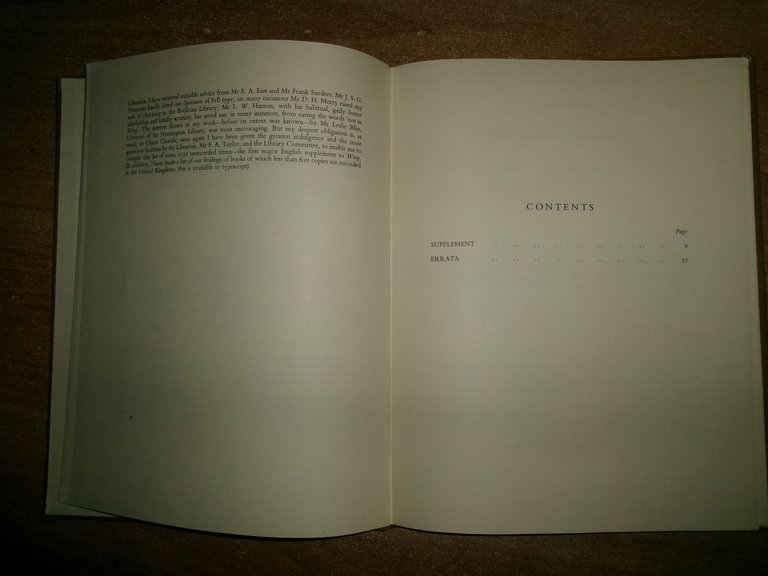 Librarian. I have received valuable advice from Mr E. A. East and Mr Frank Sanders. Mr J. S. G.
Simmons kindly dated our Specimen of Fell type; on many occasions Mr D. H. Merry eased my
task of checking in the Bodleian Library; Mr L. W. Hanson, with his habitual, gaily borne
scholarship and kindly scrutiny, has saved me, in many instances, from eating the words 'not in
Wing'. The interest shown in my work—before its extent was known—by Mr Leslie Bliss,
Librarian of the Huntington Library, was most encouraging. But my deepest obligation is, as
usual, to Christ Church; once again I have been given the greatest indulgence and the most
generous facilities by the Librarian, Mr F. A. Taylor, and the Library Committee, to enable me to
compile this list of some 1150 unrecorded items—the first major English supplement to Wing.
(In addition, I have made a list of our holdings of books of which less than five copies are recorded
in the United Kingdom: this is available in typescript).
CONTENTS
Page
SUPPLEMENT .. .. .. .. .. .. .. .. .. 9
ERRATA .. .. .. .. .. .. .. .. .. 37